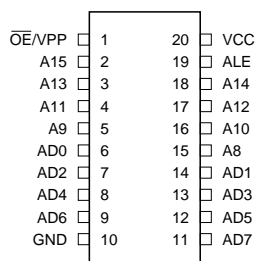 O̅E̅/VPP 1 20 VCC
A15 2 19 ALE
A13 3 18 A14
A11 4 17 A12
A9 5 16 A10
AD0 6 15 A8
AD2 7 14 AD1
AD4 8 13 AD3
AD6 9 12 AD5
GND 10 11 AD7